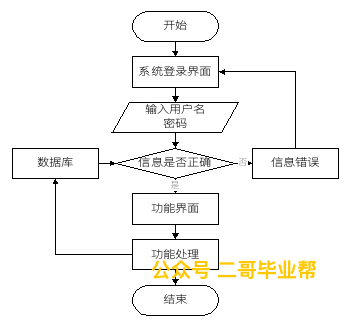 开始
系统登录界面
输入用户名
密码
数据库
信息是否正确
否
信息错误
是
功能界面
功能处理
公众号 二哥毕业帮
结束